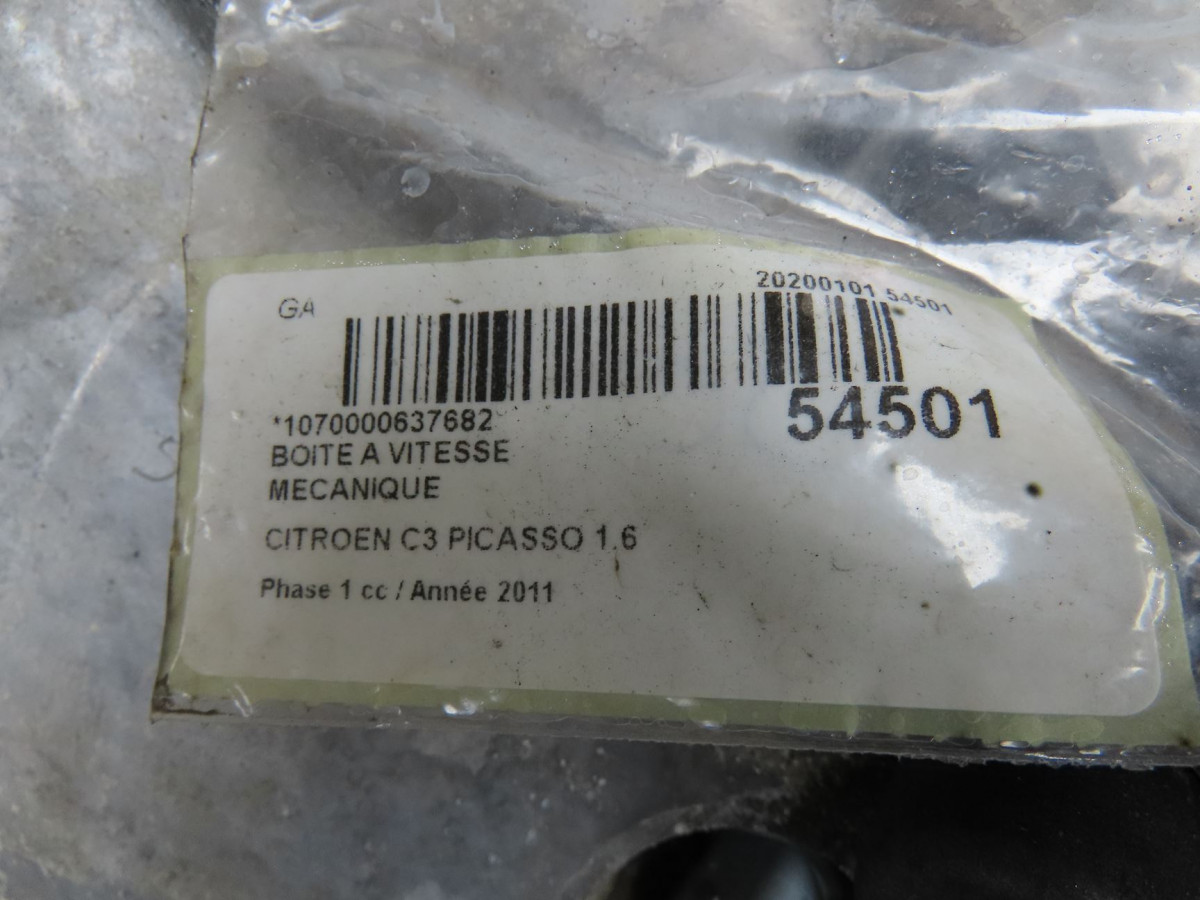 GA
20200101 54501
*1070000637682
54501
BOITE A VITESSE
MECANIQUE
CITROEN C3 PICASSO 1.6
Phase 1 cc / Année 2011